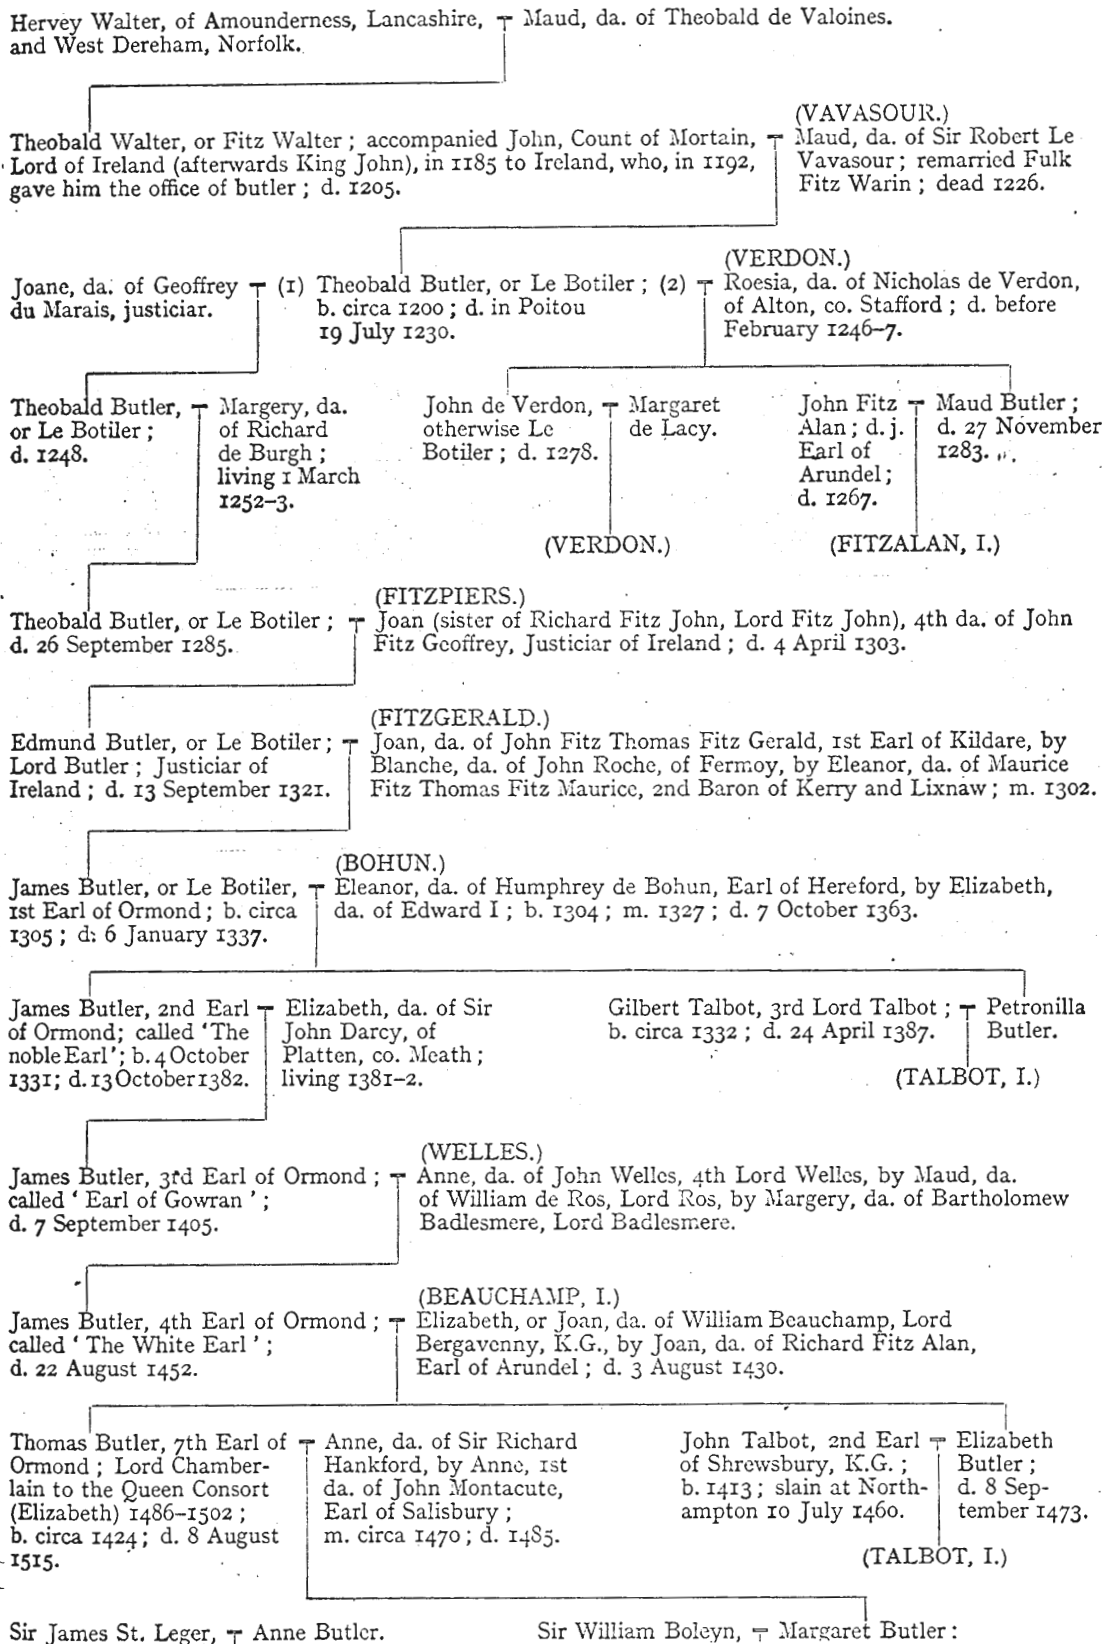 Hervey Walter, of Amounderness, Lancashire,
and West Dereham, Norfolk.
Maud, da. of Theobald de Valoines.
Theobald Walter, or Fitz Walter ; accompanied John, Count of Mortain,
Lord of Ireland (afterwards King John), in 1185 to Ireland, who, in 1192,
gave him the office of butler ; d. 1205.
(VAVASOUR.)
Maud, da. of Sir Robert Le
Vavasour ; remarried Fulk
Fitz Warin ; dead 1226.
Joane, da. of Geoffrey
du Marais, justiciar.
(1) Theobald Butler, or Le Botiler ; (2)
b. circa 1200 ; d. in Poitou
19 July 1230.
(VERDON.)
Roesia, da. of Nicholas de Verdon,
of Alton, co. Stafford ; d. before
February 1246–7.
Theobald Butler,
or Le Botiler ;
d. 1248.
Margery, da.
of Richard
de Burgh ;
living 1 March
1252–3.
John de Verdon,
otherwise Le
Botiler ; d. 1278.
Margaret
de Lacy.
(VERDON.)
John Fitz
Alan ; d. j.
Earl of
Arundel ;
d. 1267.
Maud Butler ;
d. 27 November
1283.
(FITZALAN, I.)
Theobald Butler, or Le Botiler ;
d. 26 September 1285.
(FITZPIERS.)
Joan (sister of Richard Fitz John, Lord Fitz John), 4th da. of John
Fitz Geoffrey, Justiciar of Ireland ; d. 4 April 1303.
Edmund Butler, or Le Botiler ;
Lord Butler ; Justiciar of
Ireland ; d. 13 September 1321.
(FITZGERALD.)
Joan, da. of John Fitz Thomas Fitz Gerald, 1st Earl of Kildare, by
Blanche, da. of John Roche, of Fermoy, by Eleanor, da. of Maurice
Fitz Thomas Fitz Maurice, 2nd Baron of Kerry and Lixnaw ; m. 1302.
James Butler, or Le Botiler,
1st Earl of Ormond ; b. circa
1305 ; d. 6 January 1337.
(BOHUN.)
Eleanor, da. of Humphrey de Bohun, Earl of Hereford, by Elizabeth,
da. of Edward I ; b. 1304 ; m. 1327 ; d. 7 October 1363.
James Butler, 2nd Earl
of Ormond; called ‘The
noble Earl’; b. 4 October
1331; d. 13 October 1382.
Elizabeth, da. of Sir
John Darcy, of
Platten, co. Meath ;
living 1381–2.
Gilbert Talbot, 3rd Lord Talbot ;
b. circa 1332 ; d. 24 April 1387.
Petronilla
Butler.
(TALBOT, I.)
James Butler, 3rd Earl of Ormond ;
called ‘ Earl of Gowran ’ ;
d. 7 September 1405.
(WELLES.)
Anne, da. of John Welles, 4th Lord Welles, by Maud, da.
of William de Ros, Lord Ros, by Margery, da. of Bartholomew
Badlesmere, Lord Badlesmere.
James Butler, 4th Earl of Ormond ;
called ‘ The White Earl ’ ;
d. 22 August 1452.
(BEAUCHAMP, I.)
Elizabeth, or Joan, da. of William Beauchamp, Lord
Bergavenny, K.G., by Joan, da. of Richard Fitz Alan,
Earl of Arundel ; d. 3 August 1430.
Thomas Butler, 7th Earl of
Ormond ; Lord Chamber-
lain to the Queen Consort
(Elizabeth) 1486–1502 ;
b. circa 1424 ; d. 8 August
1515.
Anne, da. of Sir Richard
Hankford, by Anne, 1st
da. of John Montacute,
Earl of Salisbury ;
m. circa 1470 ; d. 1485.
John Talbot, 2nd Earl
of Shrewsbury, K.G. ;
b. 1413 ; slain at North-
ampton 10 July 1460.
Elizabeth
Butler ;
d. 8 Sep-
tember 1473.
(TALBOT, I.)
Sir James St. Leger,
Anne Butler.
Sir William Boleyn,
Margaret Butler :